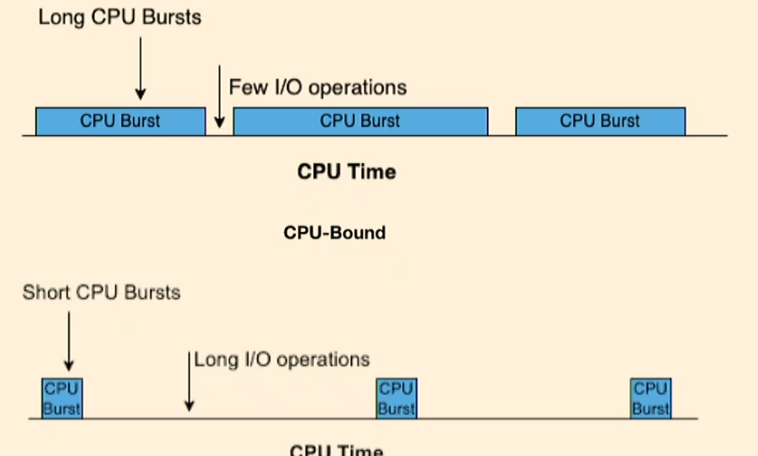 Long CPU Bursts
Few I/O operations
CPU Burst CPU Burst CPU Burst
CPU Time
CPU-Bound
Short CPU Bursts
Long I/O operations
CPU CPU CPU
Burst Burst Burst
CPU Time